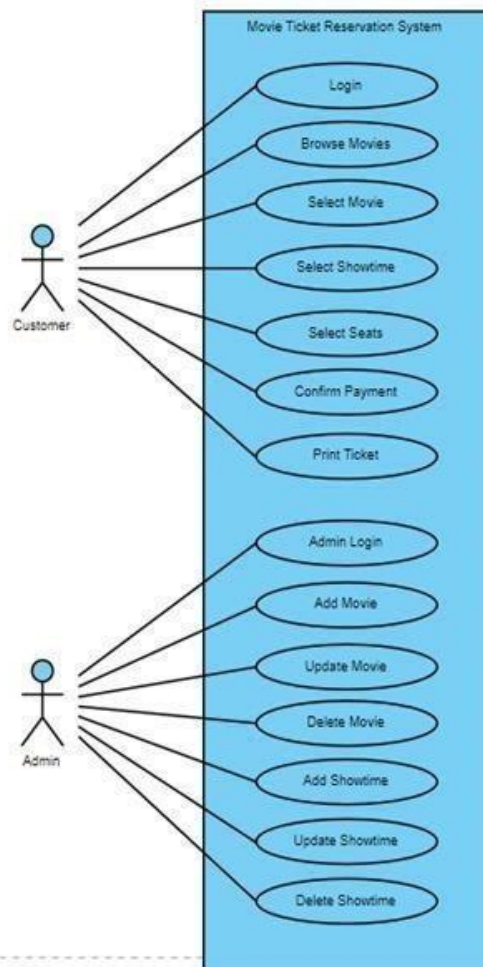 Movie Ticket Reservation System
Login
Browse Movies
Select Movie
Select Showtime
Select Seats
Confirm Payment
Print Ticket
Customer
Admin Login
Add Movie
Update Movie
Delete Movie
Add Showtime
Update Showtime
Delete Showtime
Admin